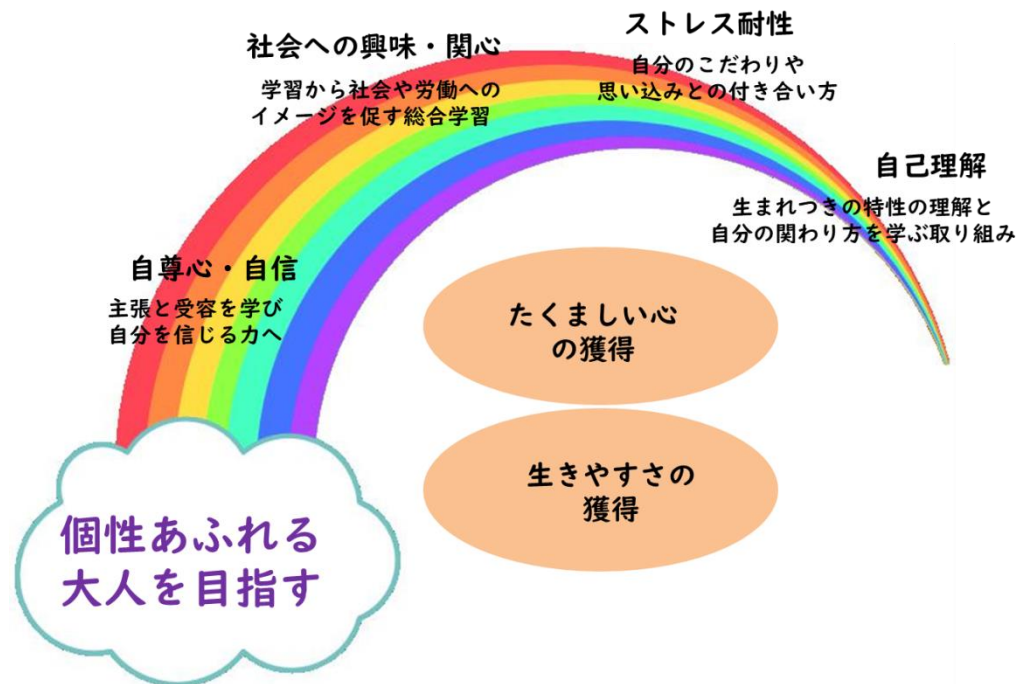 ストレス耐性
自分のこだわりや
思い込みとの付き合い方
社会への興味・関心
学習から社会や労働への
イメージを促す総合学習
自己理解
生まれつきの特性の理解と
自分の関わり方を学ぶ取り組み
自尊心・自信
主張と受容を学び
自分を信じる力へ
たくましい心
の獲得
生きやすさの
獲得
個性あふれる
大人を目指す